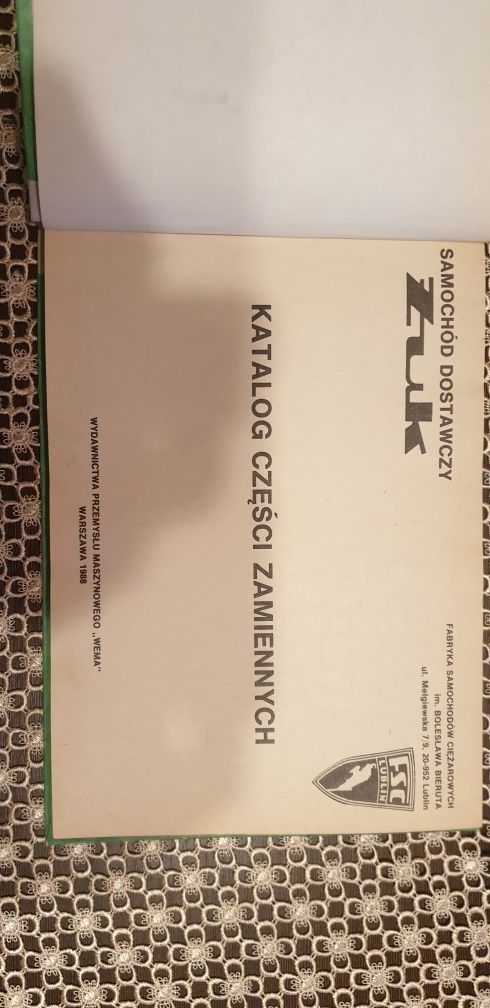 SAMOCHÓD DOSTAWCZY
Żuk
FABRYKA SAMOCHODÓW CIĘŻAROWYCH
im. BOLESŁAWA BIERUTA
ul. Mełgiewska 7/9, 20-952 Lublin
FSC
LUBLIN
KATALOG CZĘŚCI ZAMIENNYCH
WYDAWNICTWA PRZEMYSŁU MASZYNOWEGO „WEMA”
WARSZAWA 1988